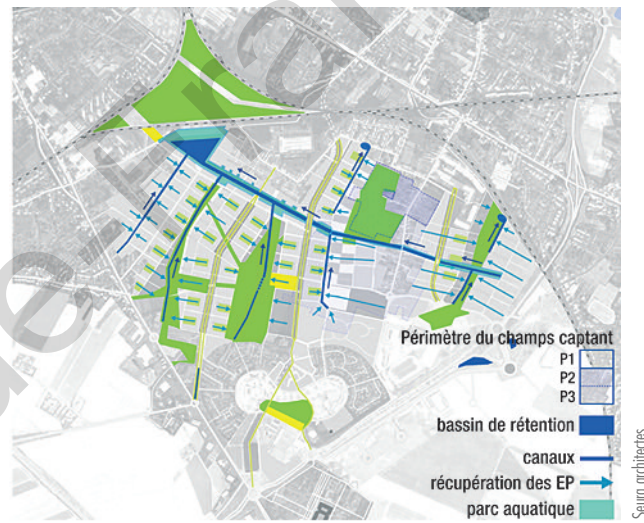 Périmètre du champs captant
P1
P2
P3
bassin de rétention
canaux
récupération des EP
parc aquatique
Seura architectes